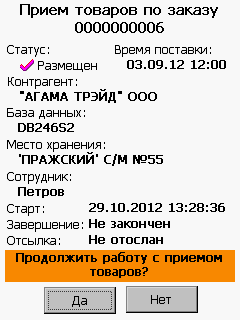 Прием товаров по заказу
0000000006
Статус: Время поставки:
Размещен 03.09.12 12:00
Контрагент:
"АГАМА ТРЭЙД" ООО
База данных:
DB246S2
Место хранения:
'ПРАЖСКИЙ' С/М №55
Сотрудник:
Петров
Старт: 29.10.2012 13:28:36
Завершение: Не закончен
Отсылка: Не отослан
Продолжить работу с приемом
товаров?
Да Нет